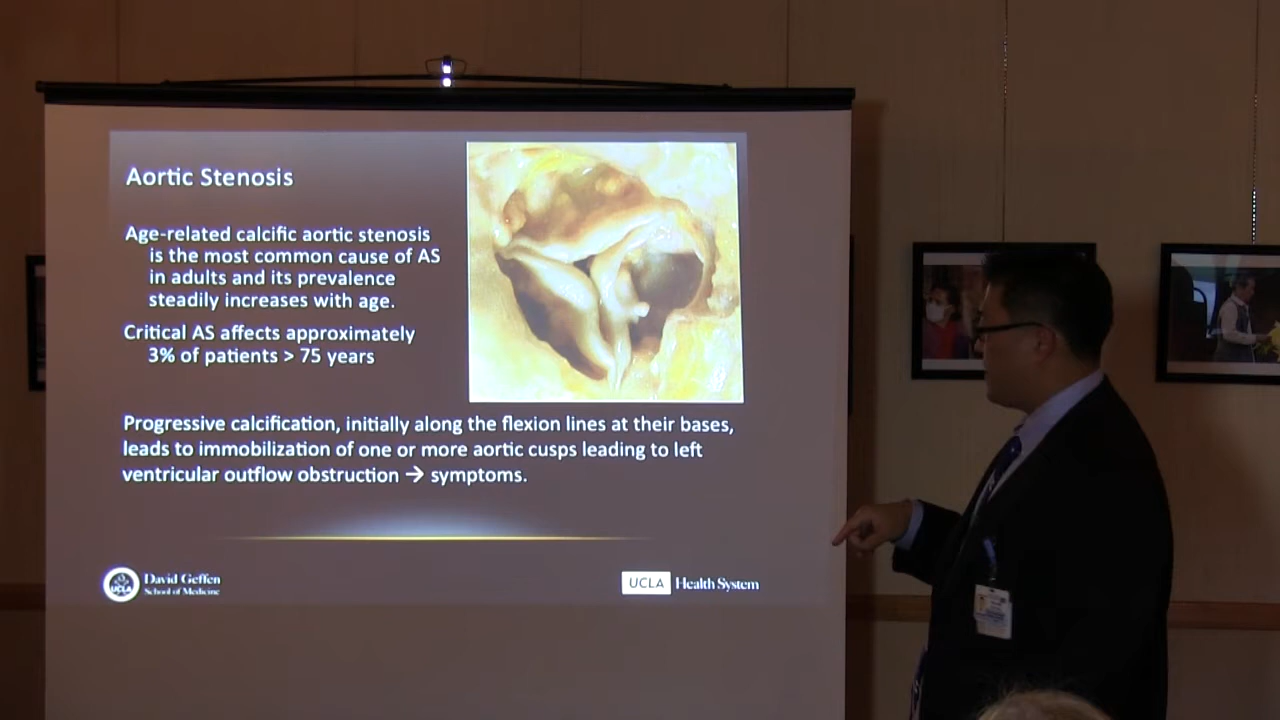 Aortic Stenosis
Age-related calcific aortic stenosis
is the most common cause of AS
in adults and its prevalence
steadily increases with age.
Critical AS affects approximately
3% of patients > 75 years
Progressive calcification, initially along the flexion lines at their bases,
leads to immobilization of one or more aortic cusps leading to left
ventricular outflow obstruction → symptoms.
UCLA
David Geffen
School of Medicine
UCLA Health System